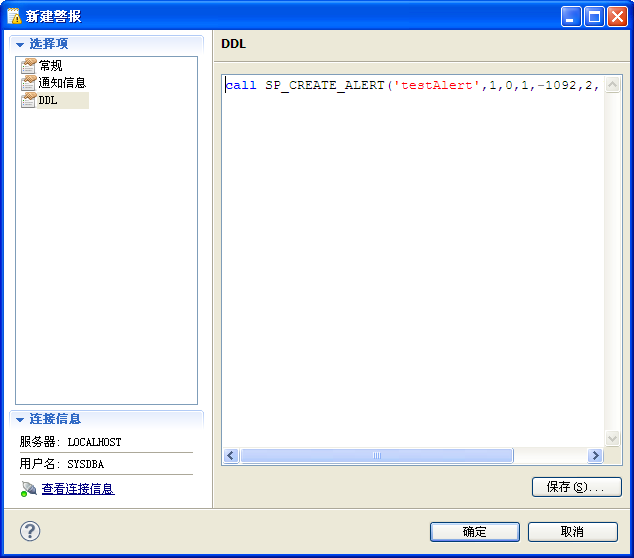 新建警报
选择项
常规
通知信息
DDL
连接信息
服务器: LOCALHOST
用户名: SYSDBA
查看连接信息
DDL
call SP_CREATE_ALERT('testAlert',1,0,1,-1092,2,
保存(S)...
确定
取消